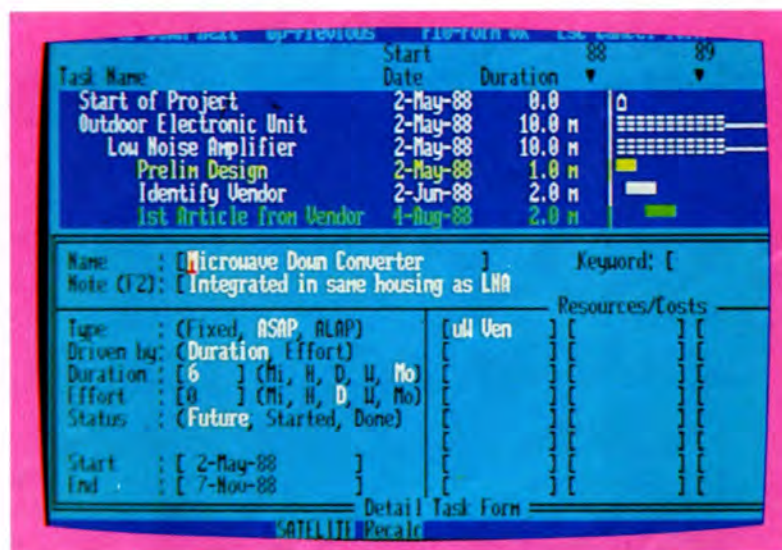 Start 88 89
Task Name Date Duration
Start of Project 2-May-88 0.0
Outdoor Electronic Unit 2-May-88 10.0 m
Low Noise Amplifier 2-May-88 10.0 m
Prelim Design 2-May-88 1.0 m
Identify Vendor 2-Jun-88 2.0 m
1st Article from Vendor 4-Aug-88 2.0 m
Name : [Microwave Down Converter ] Keyword: [
Note (F2): [Integrated in same housing as LNA
Resources/Costs
Type : (Fixed, ASAP, ALAP) [uW Ven ] [ ] [
Driven by: (Duration, Effort) [ ] [ ] [
Duration : [6 ] (Mi, H, D, W, Mo) [ ] [ ] [
Effort : [0 ] (Mi, H, D, W, Mo) [ ] [ ] [
Status : (Future, Started, Done) [ ] [ ] [
[ ] [ ] [
Start : [ 2-May-88 ] [ ] [ ] [
End : [ 7-Nov-88 ] [ ] [ ] [
Detail Task Form
SATELITE Recalc